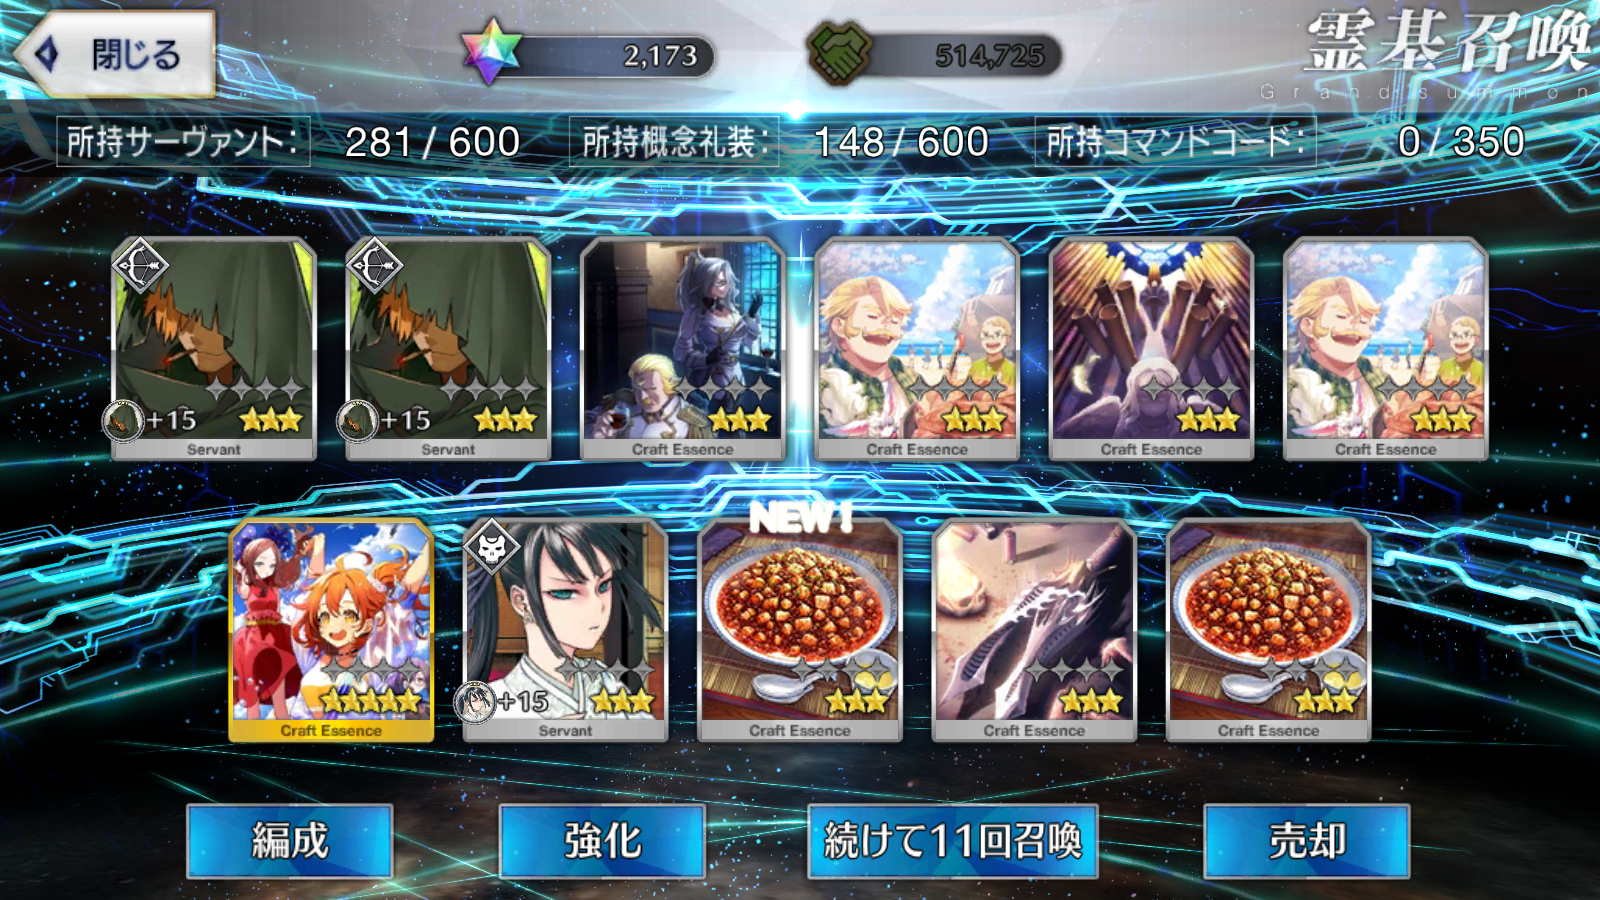 閉じる
2,173
514,725
霊基召喚
Grand summon
所持サーヴァント: 281 / 600
所持概念礼装: 148 / 600
所持コマンドコード: 0 / 350
+15
+15
Servant
Servant
Craft Essence
Craft Essence
Craft Essence
Craft Essence
NEW!
+15
Craft Essence
Servant
Craft Essence
Craft Essence
Craft Essence
編成
強化
続けて11回召喚
売却